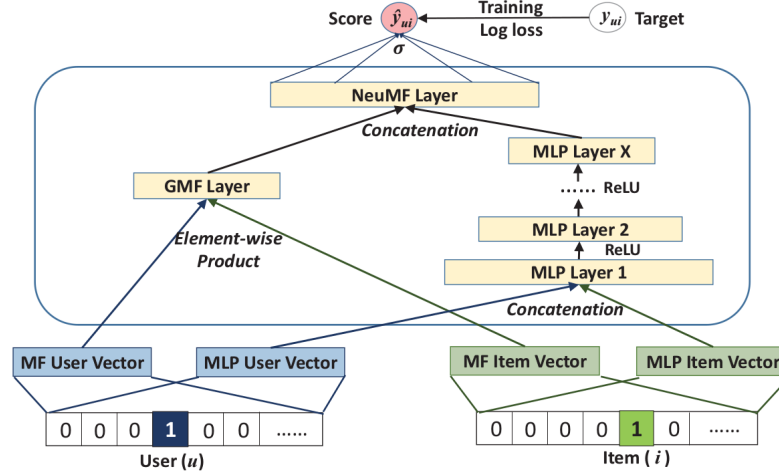 Score ŷui Training yui Target
Log loss
σ
NeuMF Layer
Concatenation
MLP Layer X
GMF Layer
...... ReLU
Element-wise
Product
MLP Layer 2
ReLU
MLP Layer 1
Concatenation
MF User Vector MLP User Vector MF Item Vector MLP Item Vector
0 0 0 1 0 0 ...... 0 0 0 0 1 0 ......
User (u) Item ( i )